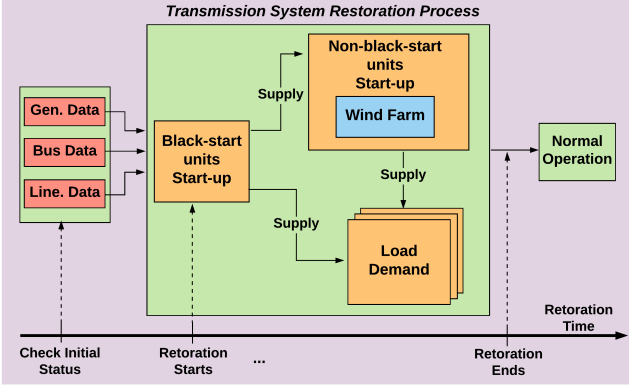 Transmission System Restoration Process
Gen. Data
Bus Data
Line. Data
Black-start
units
Start-up
Supply
Supply
Non-black-start
units
Start-up
Wind Farm
Supply
Load
Demand
Normal
Operation
Retoration
Time
Check Initial
Status
Retoration
Starts
...
Retoration
Ends